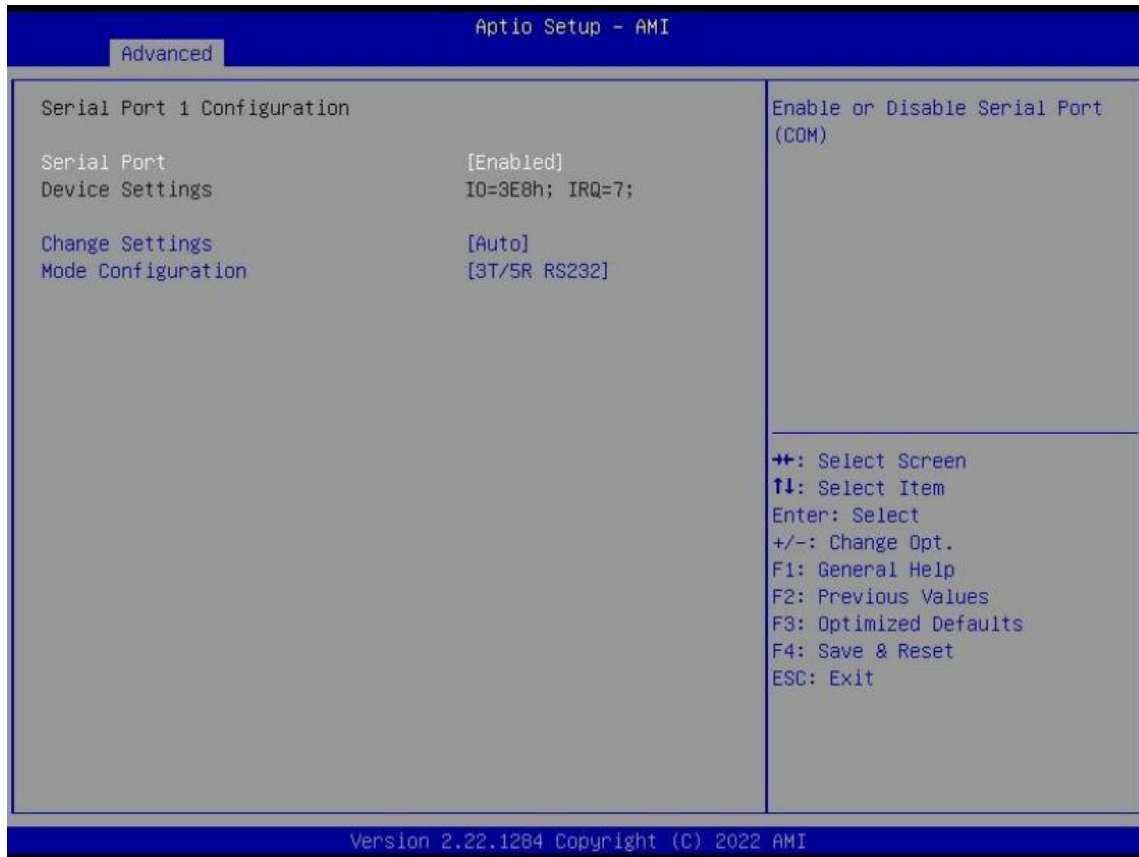 Aptio Setup - AMI
Advanced
Serial Port 1 Configuration
Serial Port [Enabled]
Device Settings IO=3E8h; IRQ=7;
Change Settings [Auto]
Mode Configuration [3T/5R RS232]
Enable or Disable Serial Port
(COM)
→←: Select Screen
↑↓: Select Item
Enter: Select
+/-: Change Opt.
F1: General Help
F2: Previous Values
F3: Optimized Defaults
F4: Save & Reset
ESC: Exit
Version 2.22.1284 Copyright (C) 2022 AMI